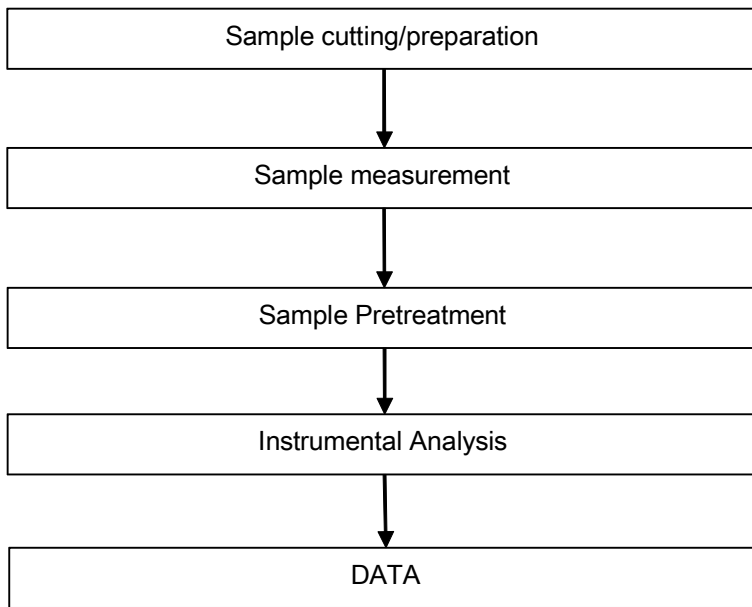 Sample cutting/preparation
Sample measurement
Sample Pretreatment
Instrumental Analysis
DATA